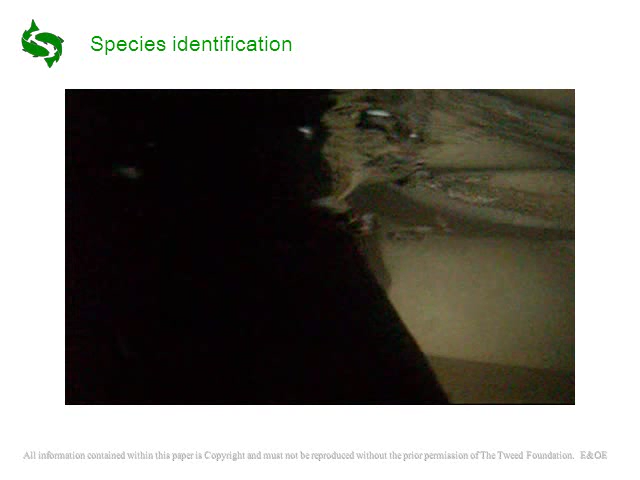 Species identification
All information contained within this paper is Copyright and must not be reproduced without the prior permission of The Tweed Foundation. E&OE